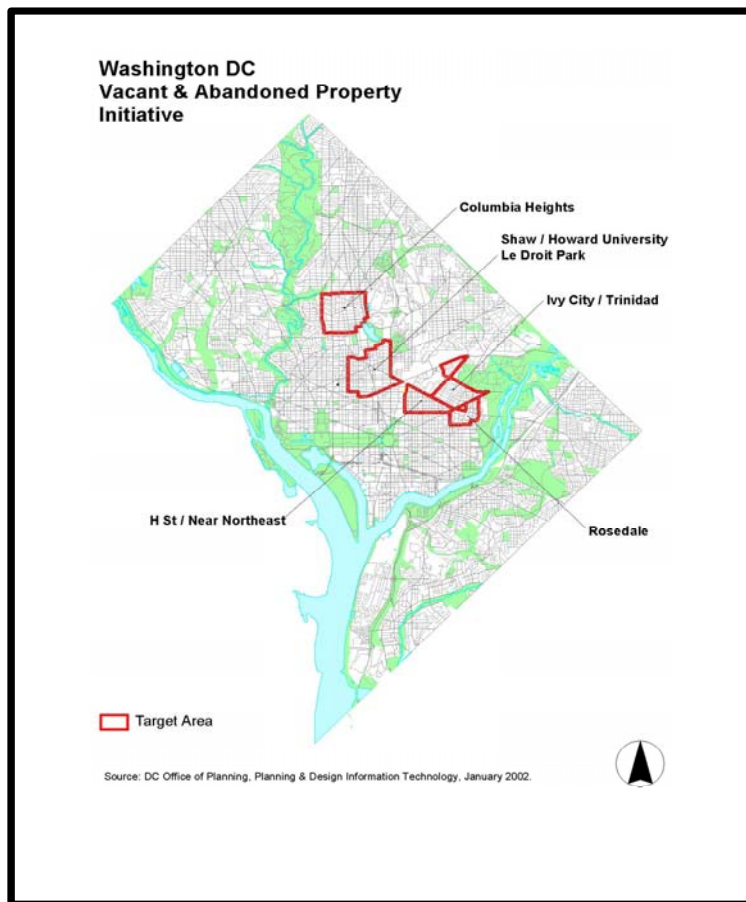 Washington DC
Vacant & Abandoned Property
Initiative
Columbia Heights
Shaw / Howard University
Le Droit Park
Ivy City / Trinidad
H St / Near Northeast
Rosedale
Target Area
Source: DC Office of Planning, Planning & Design Information Technology, January 2002.